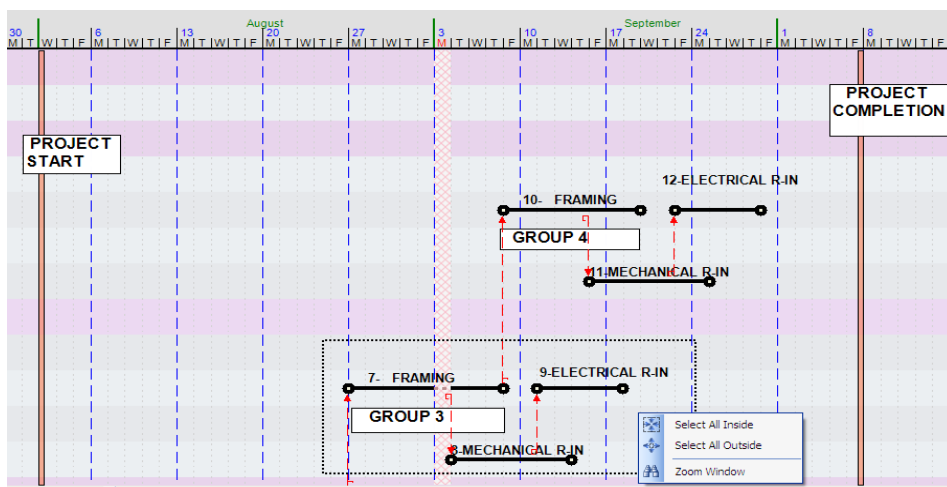 August September
30 6 13 20 27 3 10 17 24 1 8
M T W T F M T W T F M T W T F M T W T F M T W T F M T W T F M T W T F M T W T F M T W T F M T W T F M T W T F
PROJECT
COMPLETION
PROJECT
START
12-ELECTRICAL R-IN
10- FRAMING
GROUP 4
11-MECHANICAL R-IN
9-ELECTRICAL R-IN
7- FRAMING
GROUP 3
8-MECHANICAL R-IN
Select All Inside
Select All Outside
Zoom Window